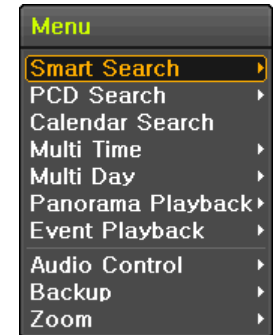 Menu
Smart Search
PCD Search
Calendar Search
Multi Time
Multi Day
Panorama Playback
Event Playback
Audio Control
Backup
Zoom